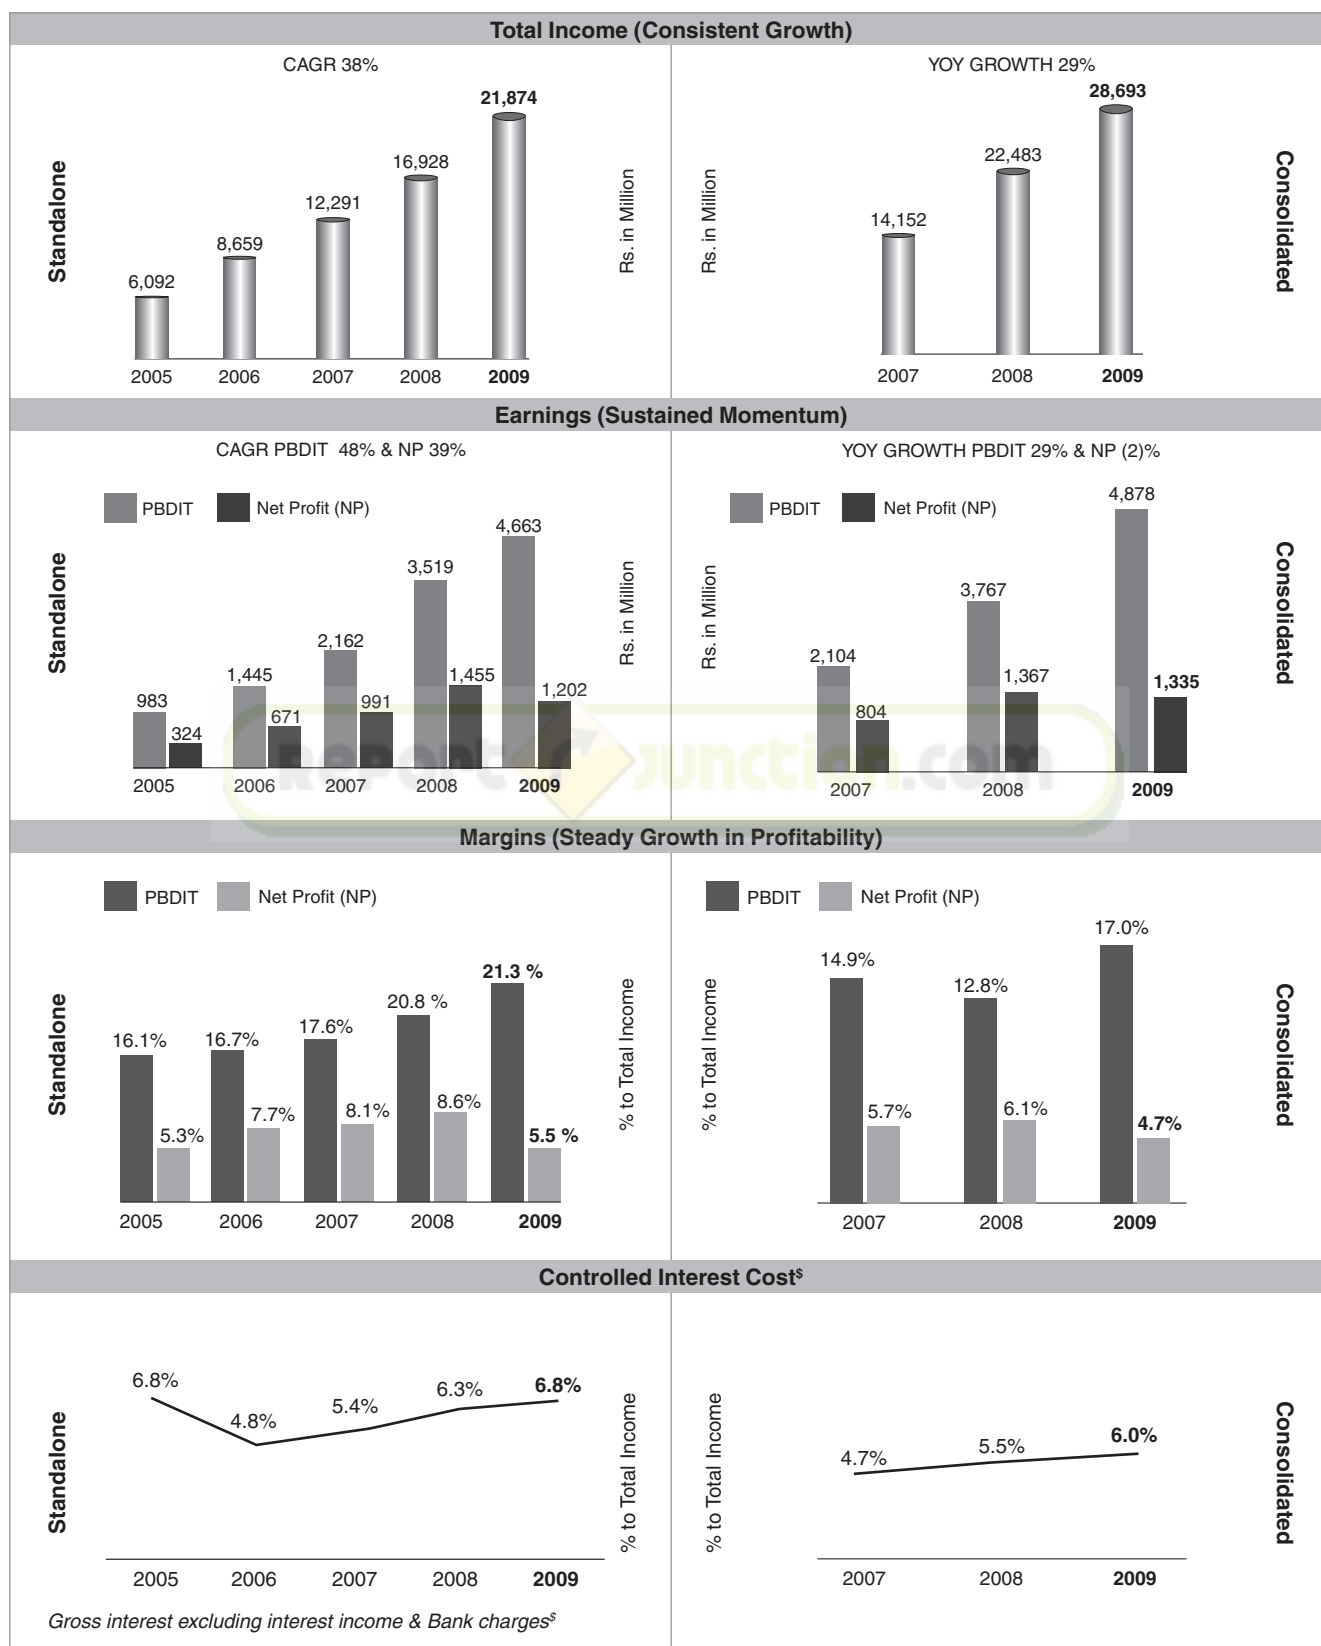 Total Income (Consistent Growth)
Standalone
CAGR 38%
6,092
8,659
12,291
16,928
21,874
2005 2006 2007 2008 2009
Rs. in Million
Rs. in Million
YOY GROWTH 29%
14,152
22,483
28,693
2007 2008 2009
Consolidated
Earnings (Sustained Momentum)
Standalone
CAGR PBDIT 48% & NP 39%
PBDIT Net Profit (NP)
983
324
1,445
671
2,162
991
3,519
1,455
4,663
1,202
2005 2006 2007 2008 2009
Rs. in Million
Rs. in Million
YOY GROWTH PBDIT 29% & NP (2)%
PBDIT Net Profit (NP)
2,104
804
3,767
1,367
4,878
1,335
2007 2008 2009
Consolidated
RePORt JUnction.com
Margins (Steady Growth in Profitability)
Standalone
PBDIT Net Profit (NP)
16.1%
5.3%
16.7%
7.7%
17.6%
8.1%
20.8 %
8.6%
21.3 %
5.5 %
2005 2006 2007 2008 2009
% to Total Income
% to Total Income
PBDIT Net Profit (NP)
14.9%
5.7%
12.8%
6.1%
17.0%
4.7%
2007 2008 2009
Consolidated
Controlled Interest Cost$
Standalone
6.8%
4.8%
5.4%
6.3%
6.8%
2005 2006 2007 2008 2009
% to Total Income
% to Total Income
4.7%
5.5%
6.0%
2007 2008 2009
Consolidated
Gross interest excluding interest income & Bank charges$